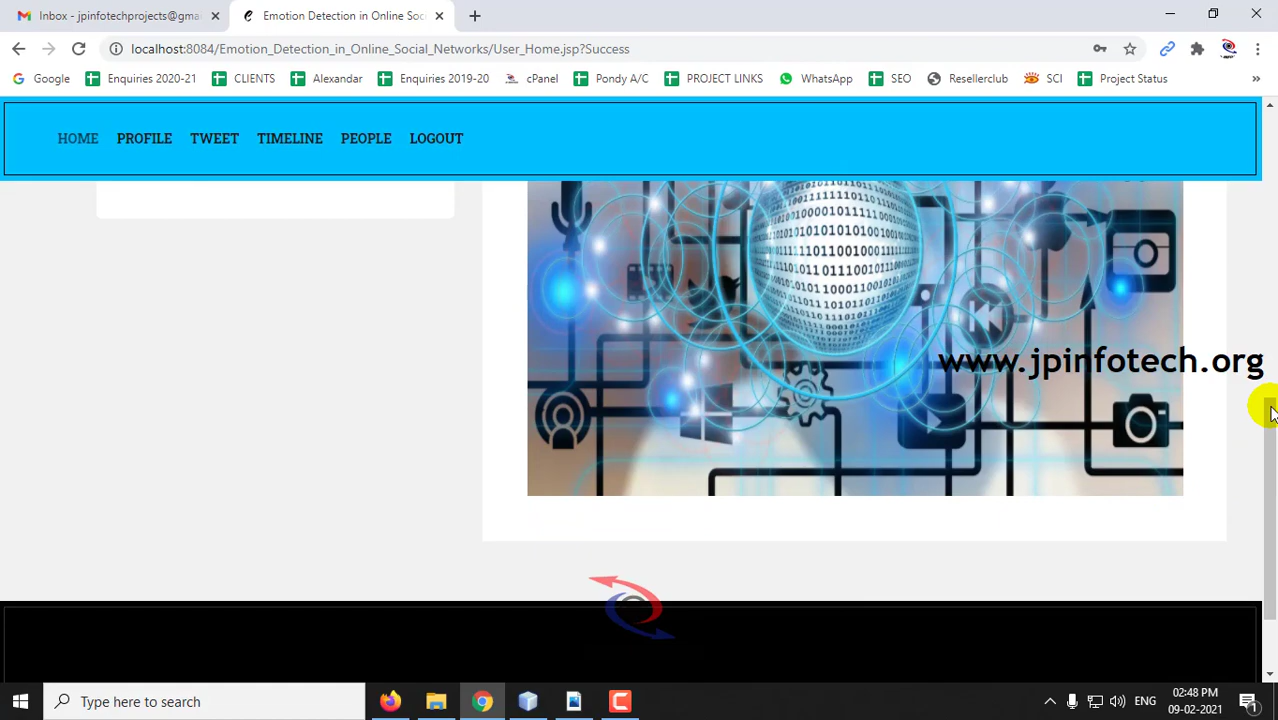 Inbox - jpinfotechprojects@gma
Emotion Detection in Online Soc
localhost:8084/Emotion_Detection_in_Online_Social_Networks/User_Home.jsp?Success
Google
Enquiries 2020-21
CLIENTS
Alexandar
Enquiries 2019-20
cPanel
Pondy A/C
PROJECT LINKS
WhatsApp
SEO
Resellerclub
SCI
Project Status
»
HOME PROFILE TWEET TIMELINE PEOPLE LOGOUT
www.jpinfotech.org
Type here to search
ENG
02:48 PM
09-02-2021
1